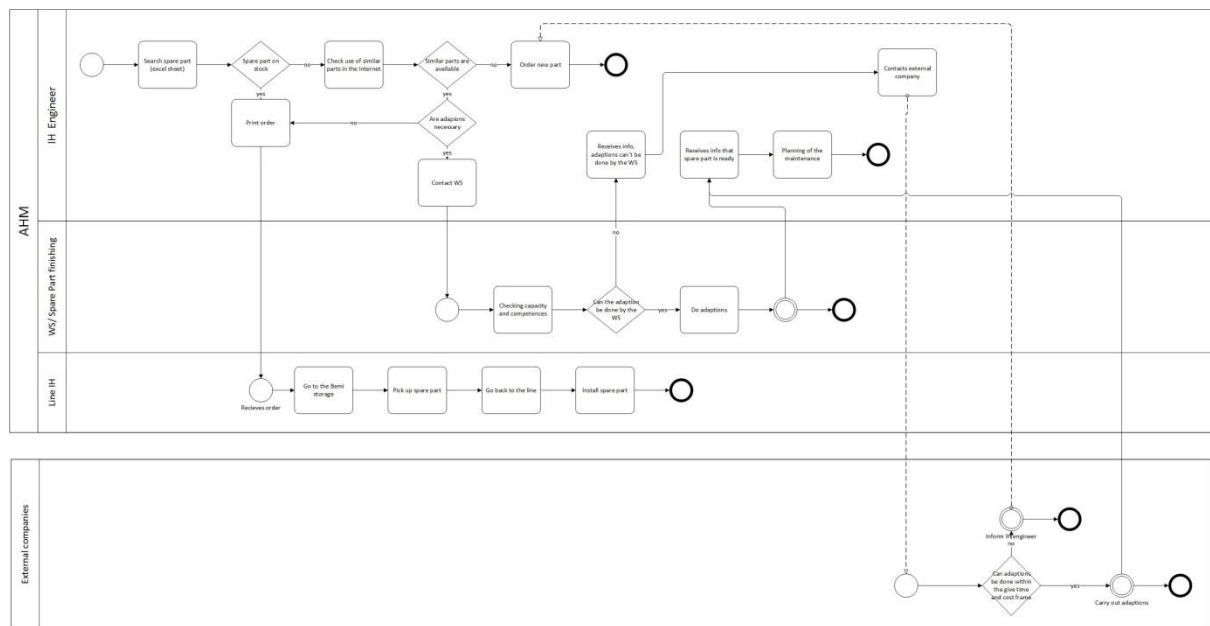 AHM
IH Engineer
Search spare part
(excel sheet)
Spare part on
stock
no
Check use of similar
parts in the Internet
Similar parts are
available
no
Order new part
Contacts external
company
yes
yes
Print order
no
Are adaptions
necessary
yes
Contact WS
Receives info,
adaptions can't be
done by the WS
Receives info that
spare part is ready
Planning of the
maintenance
WS/ Spare Part finishing
no
Checking capacity
and competences
Can the adaption
be done by the
WS
yes
Do adaptions
Line IH
Recieves order
Go to the Bemi
storage
Pick up spare part
Go back to the line
Install spare part
External companies
Inform IH engineer
no
Can adaptions
be done within
the give time
and cost frame
yes
Carry out adaptions